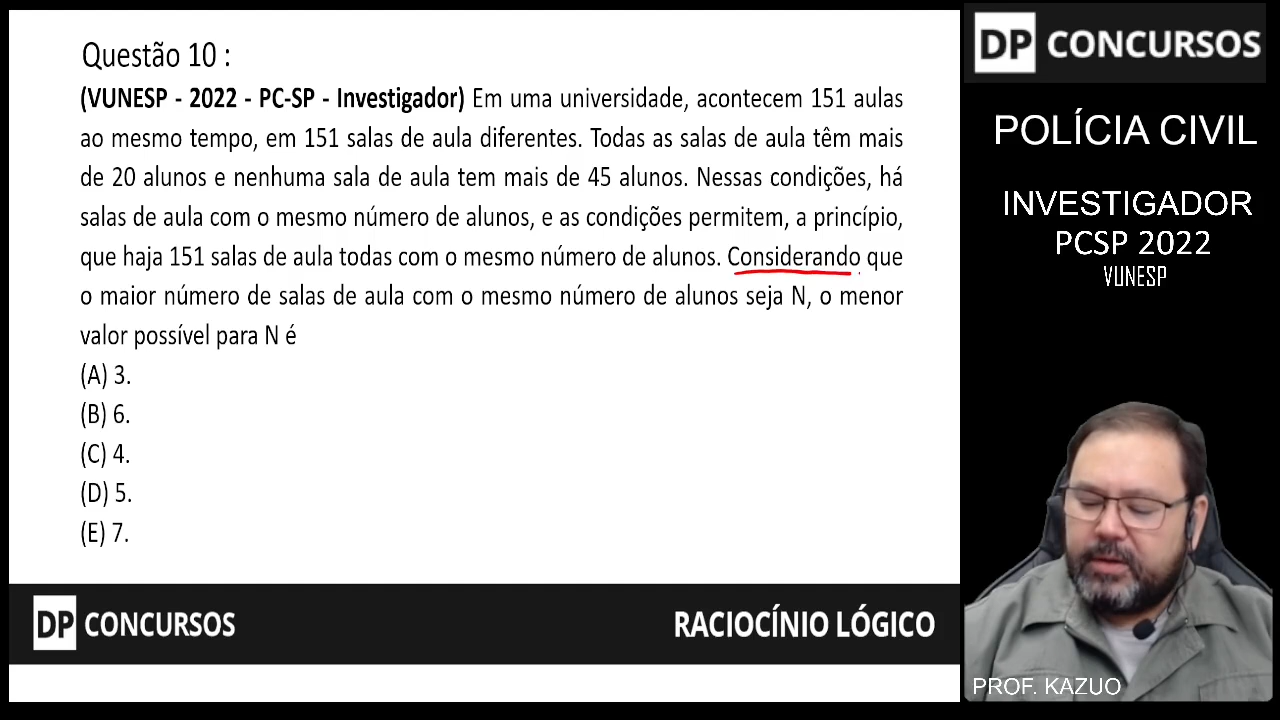 Questão 10 :
(VUNESP - 2022 - PC-SP - Investigador) Em uma universidade, acontecem 151 aulas
ao mesmo tempo, em 151 salas de aula diferentes. Todas as salas de aula têm mais
de 20 alunos e nenhuma sala de aula tem mais de 45 alunos. Nessas condições, há
salas de aula com o mesmo número de alunos, e as condições permitem, a princípio,
que haja 151 salas de aula todas com o mesmo número de alunos. Considerando que
o maior número de salas de aula com o mesmo número de alunos seja N, o menor
valor possível para N é
(A) 3.
(B) 6.
(C) 4.
(D) 5.
(E) 7.
DP CONCURSOS
RACIOCÍNIO LÓGICO
DP CONCURSOS
POLÍCIA CIVIL
INVESTIGADOR
PCSP 2022
VUNESP
PROF. KAZUO